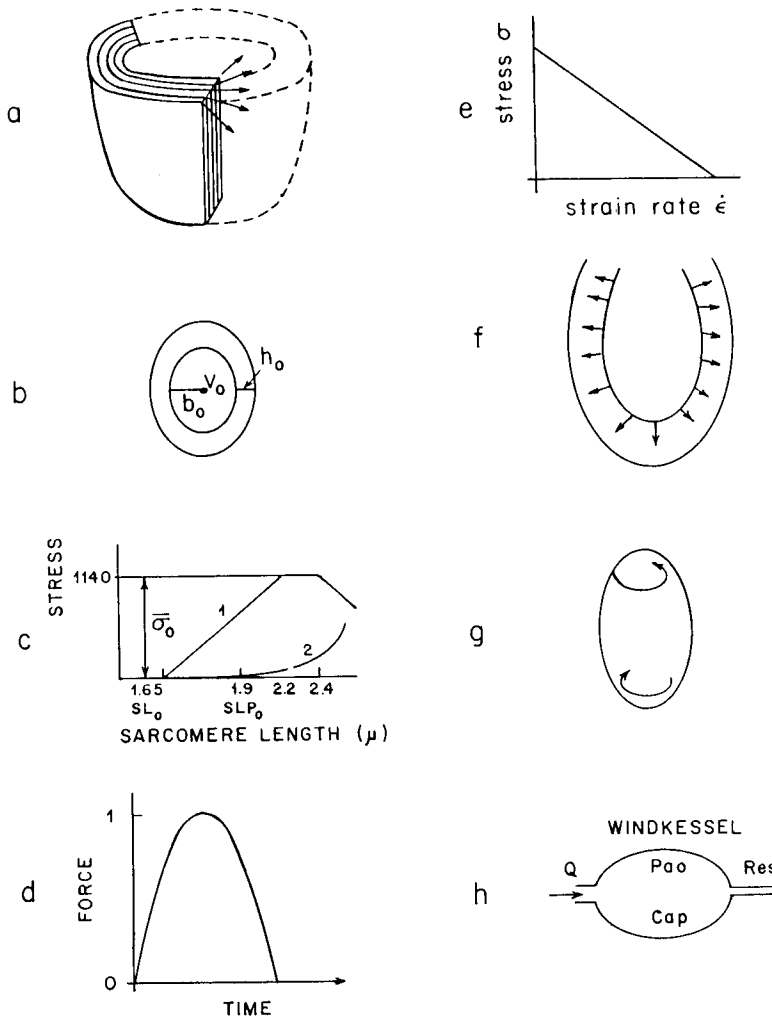 a
b
h₀
V₀
b₀
c
STRESS
1140
σ̅₀
1
2
1.65
1.9
2.2
2.4
SL₀
SLP₀
SARCOMERE LENGTH (μ)
d
FORCE
1
0
TIME
e
stress σ
strain rate ε̇
f
g
h
WINDKESSEL
Q
Pao
Res
Cap